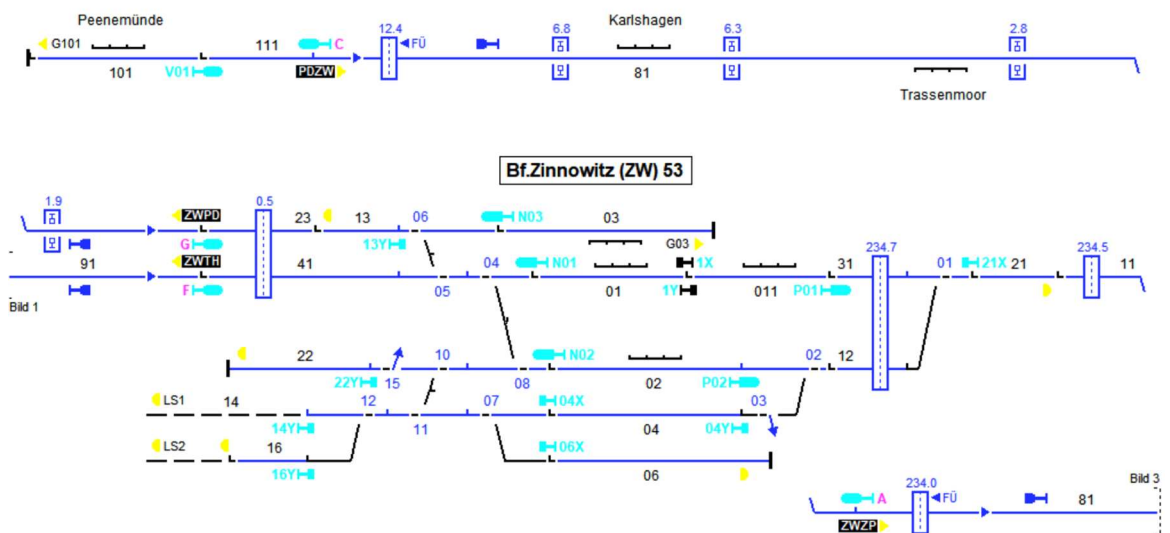 Peenemünde
Karlshagen
G101
111
C
12.4
FÜ
6.8
6.3
2.8
101
V01
PDZW
81
Trassenmoor
Bf.Zinnowitz (ZW) 53
1.9
ZWPD
0.5
23
13
06
N03
03
G
13Y
G03
234.7
234.5
91
ZWTH
41
04
N01
1X
31
01
21X
21
11
F
05
01
1Y
011
P01
Bild 1
22
10
N02
02
12
22Y
15
08
02
P02
LS1
14
12
07
04X
03
14Y
11
04
04Y
LS2
16
06X
16Y
06
Bild 3
A
234.0
FÜ
81
ZWZP